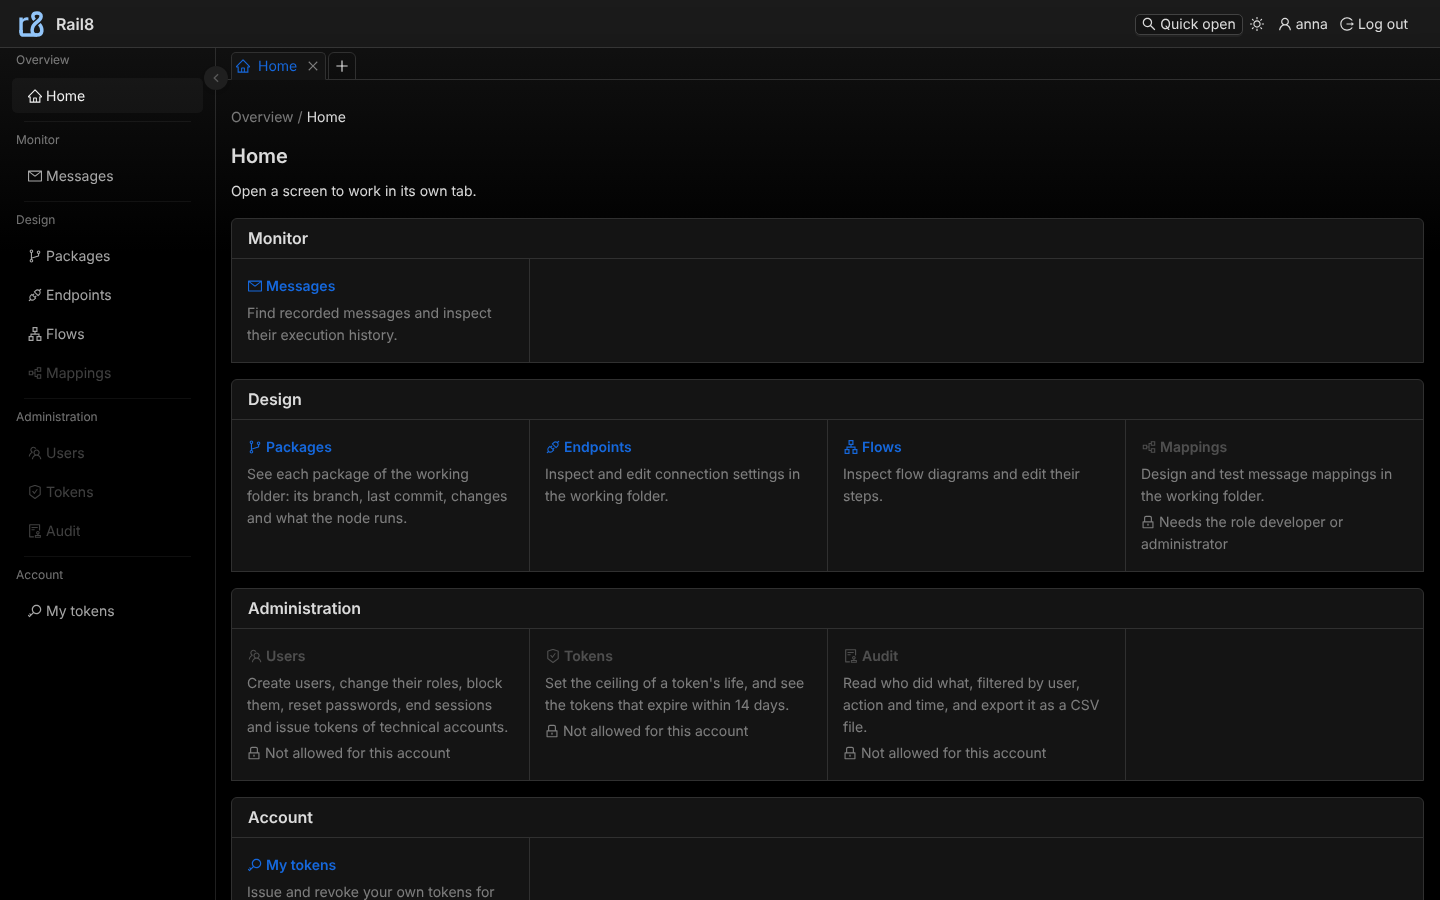 Rail8
Quick open
anna
Log out
Overview
Home
Monitor
Messages
Design
Packages
Endpoints
Flows
Mappings
Administration
Users
Tokens
Audit
Account
My tokens
Home
Overview / Home
Home
Open a screen to work in its own tab.
Monitor
Messages
Find recorded messages and inspect
their execution history.
Design
Packages
See each package of the working
folder: its branch, last commit, changes
and what the node runs.
Endpoints
Inspect and edit connection settings in
the working folder.
Flows
Inspect flow diagrams and edit their
steps.
Mappings
Design and test message mappings in
the working folder.
Needs the role developer or
administrator
Administration
Users
Create users, change their roles, block
them, reset passwords, end sessions
and issue tokens of technical accounts.
Not allowed for this account
Tokens
Set the ceiling of a token's life, and see
the tokens that expire within 14 days.
Not allowed for this account
Audit
Read who did what, filtered by user,
action and time, and export it as a CSV
file.
Not allowed for this account
Account
My tokens
Issue and revoke your own tokens for